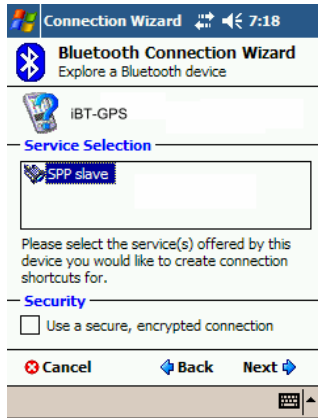 Connection Wizard 7:18
Bluetooth Connection Wizard
Explore a Bluetooth device
iBT-GPS
Service Selection
SPP slave
Please select the service(s) offered by this
device you would like to create connection
shortcuts for.
Security
Use a secure, encrypted connection
Cancel Back Next